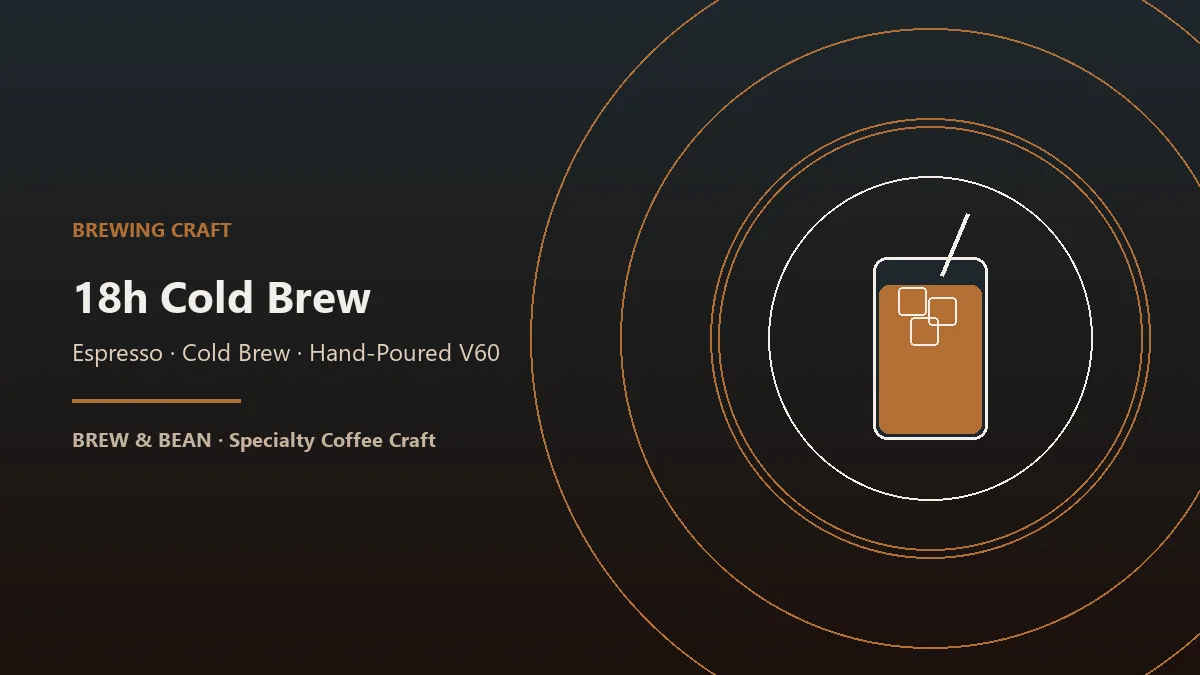 BREWING CRAFT
18h Cold Brew
Espresso · Cold Brew · Hand-Poured V60
BREW & BEAN · Specialty Coffee Craft